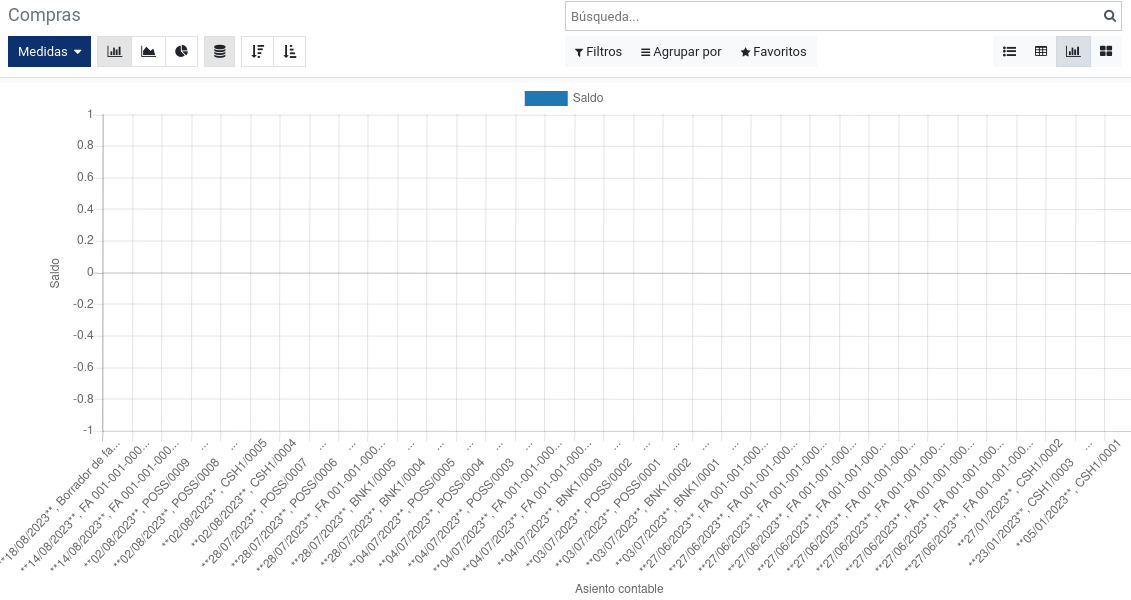 Compras
Búsqueda...
Medidas
Filtros Agrupar por Favoritos
Saldo
1
0.8
0.6
0.4
0.2
0
-0.2
-0.4
-0.6
-0.8
-1
Saldo
**18/08/2023**, Borrador de fa...
**14/08/2023**, FA 001-001-000...
**14/08/2023**, FA 001-001-000...
**02/08/2023**, POSS/0009 ...
**02/08/2023**, POSS/0008 ...
**02/08/2023**, CSH1/0005
**02/08/2023**, CSH1/0004
**28/07/2023**, POSS/0007 ...
**28/07/2023**, POSS/0006 ...
**28/07/2023**, FA 001-001-000...
**28/07/2023**, BNK1/0005 ...
**28/07/2023**, BNK1/0004 ...
**04/07/2023**, POSS/0005 ...
**04/07/2023**, POSS/0004 ...
**04/07/2023**, POSS/0003 ...
**04/07/2023**, FA 001-001-000...
**04/07/2023**, FA 001-001-000...
**04/07/2023**, BNK1/0003 ...
**03/07/2023**, POSS/0002 ...
**03/07/2023**, POSS/0001 ...
**03/07/2023**, BNK1/0002 ...
**03/07/2023**, BNK1/0001 ...
**27/06/2023**, FA 001-001-000...
**27/06/2023**, FA 001-001-000...
**27/06/2023**, FA 001-001-000...
**27/06/2023**, FA 001-001-000...
**27/06/2023**, FA 001-001-000...
**27/06/2023**, FA 001-001-000...
**27/06/2023**, FA 001-001-000...
**27/06/2023**, FA 001-001-000...
**27/06/2023**, FA 001-001-000...
**27/06/2023**, FA 001-001-000...
**27/01/2023**, CSH1/0002
**23/01/2023**, CSH1/0003 ...
**05/01/2023**, CSH1/0001
Asiento contable